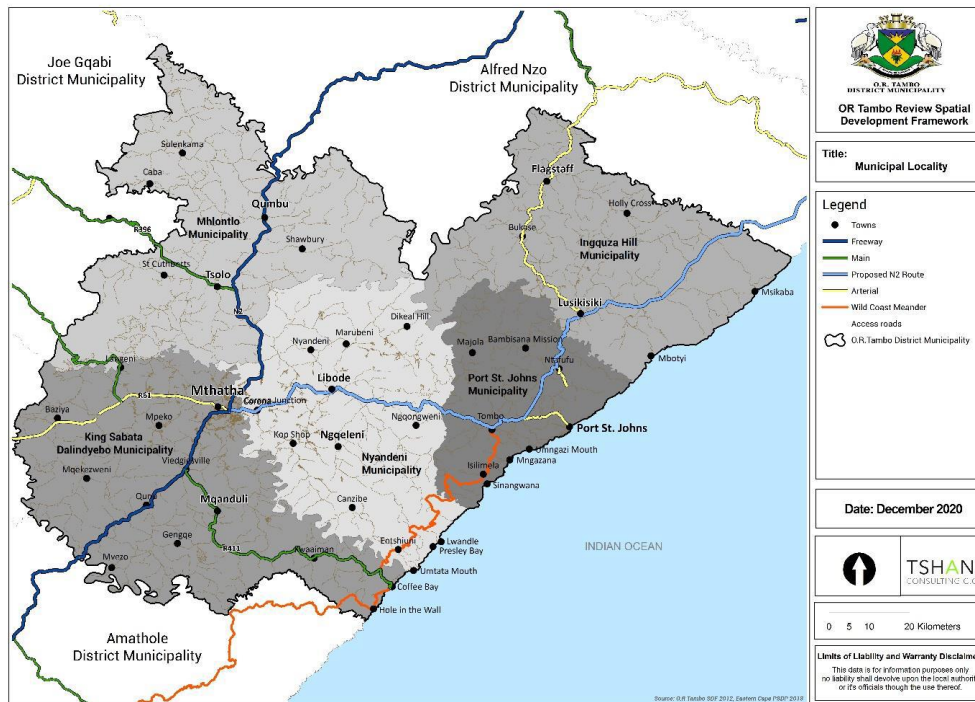 Joe Gqabi
District Municipality
Alfred Nzo
District Municipality
Sulenkama
Caba
Flagstaff
Holly Cross
Qumbu
Mhlontlo
Municipality
R396
Shawbury
Bukase
Ingquza Hill
Municipality
St Cuthberts
Tsolo
N2
Msikaba
Lusikisiki
Dikeal Hill
Marubeni
Nyandeni
Majola
Bambisana Mission
Mbotyi
Ntafufu
Langeni
Port St. Johns
Municipality
Libode
R61
Mthatha
Corona Junction
Baziya
Mpeko
Ngqongweni
Tombo
Port St. Johns
King Sabata
Dalindyebo Municipality
Kop Shop
Ngqeleni
Nyandeni
Municipality
Umngazi Mouth
Mngazana
Viedgiesville
Mqekezweni
Isilimela
Sinangwana
Qunu
Mqanduli
Canzibe
Gengqe
R411
Kwaaiman
Entshiuni
Lwandle
Presley Bay
INDIAN OCEAN
Mvezo
Umtata Mouth
Coffee Bay
Hole in the Wall
Amathole
District Municipality
Source: O.R Tambo SDF 2012, Eastern Cape PSDP 2018
O.R. TAMBO
DISTRICT MUNICIPALITY
OR Tambo Review Spatial
Development Framework
Title:
Municipal Locality
Legend
Towns
Freeway
Main
Proposed N2 Route
Arterial
Wild Coast Meander
Access roads
O.R.Tambo District Municipality
Date: December 2020
TSHAN
CONSULTING C.C
0 5 10 20 Kilometers
Limits of Liability and Warranty Disclaime
This data is for information purposes only
no liability shall devolve upon the local authorit
or it's officials though the use thereof.